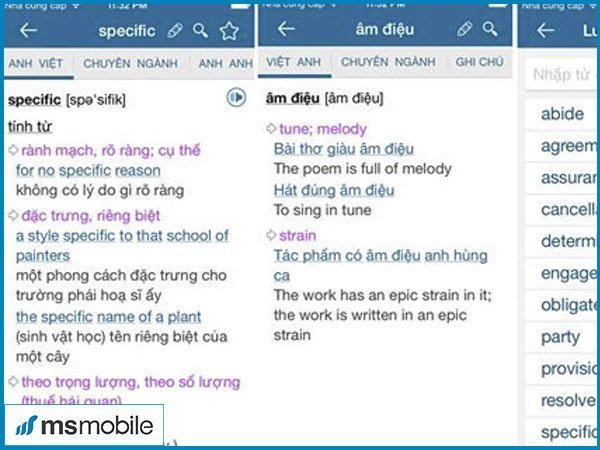 Nhà cung cấp
11:32 PM
specific
ANH VIỆT CHUYÊN NGÀNH ANH ANH
specific [spə'sifik]
tính từ
rành mạch, rõ ràng; cụ thể
for no specific reason
không có lý do gì rõ ràng
đặc trưng, riêng biệt
a style specific to that school of
painters
một phong cách đặc trưng cho
trường phái hoạ sĩ ấy
the specific name of a plant
(sinh vật học) tên riêng biệt của
một cây
theo trọng lượng, theo số lượng
(thuế hải quan)
msmobile
Nhà cung cấp
11:32 PM
âm điệu
VIỆT ANH CHUYÊN NGÀNH GHI CHÚ
âm điệu [âm điệu]
tune; melody
Bài thơ giàu âm điệu
The poem is full of melody
Hát đúng âm điệu
To sing in tune
strain
Tác phẩm có âm điệu anh hùng
ca
The work has an epic strain in it;
the work is written in an epic
strain
Nhà cung cấp
Lu
Nhập từ
abide
agreem
assuran
cancella
determi
engage
obligate
party
provisio
resolve
specific